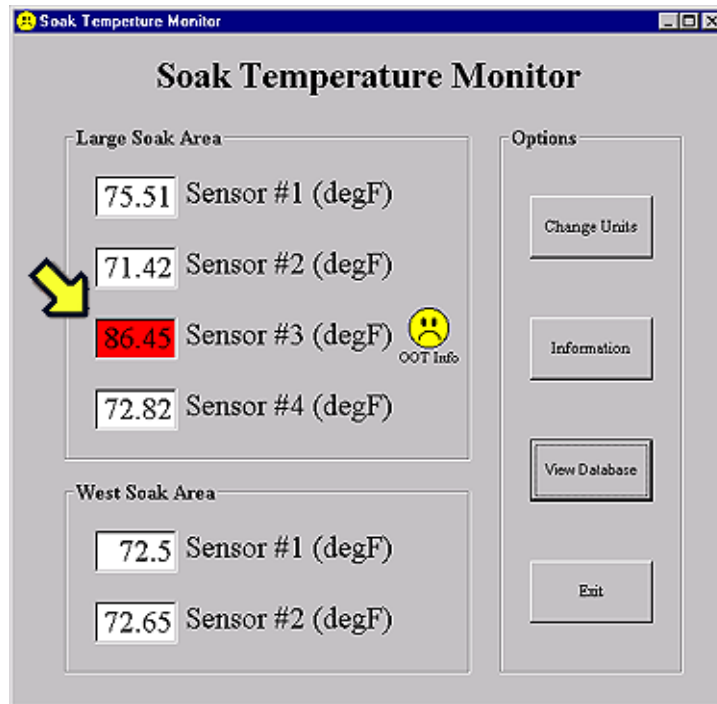 Soak Temperture Monitor
Soak Temperature Monitor
Large Soak Area
75.51 Sensor #1 (degF)
71.42 Sensor #2 (degF)
86.45 Sensor #3 (degF)
OOT Info
72.82 Sensor #4 (degF)
West Soak Area
72.5 Sensor #1 (degF)
72.65 Sensor #2 (degF)
Options
Change Units
Information
View Database
Exit